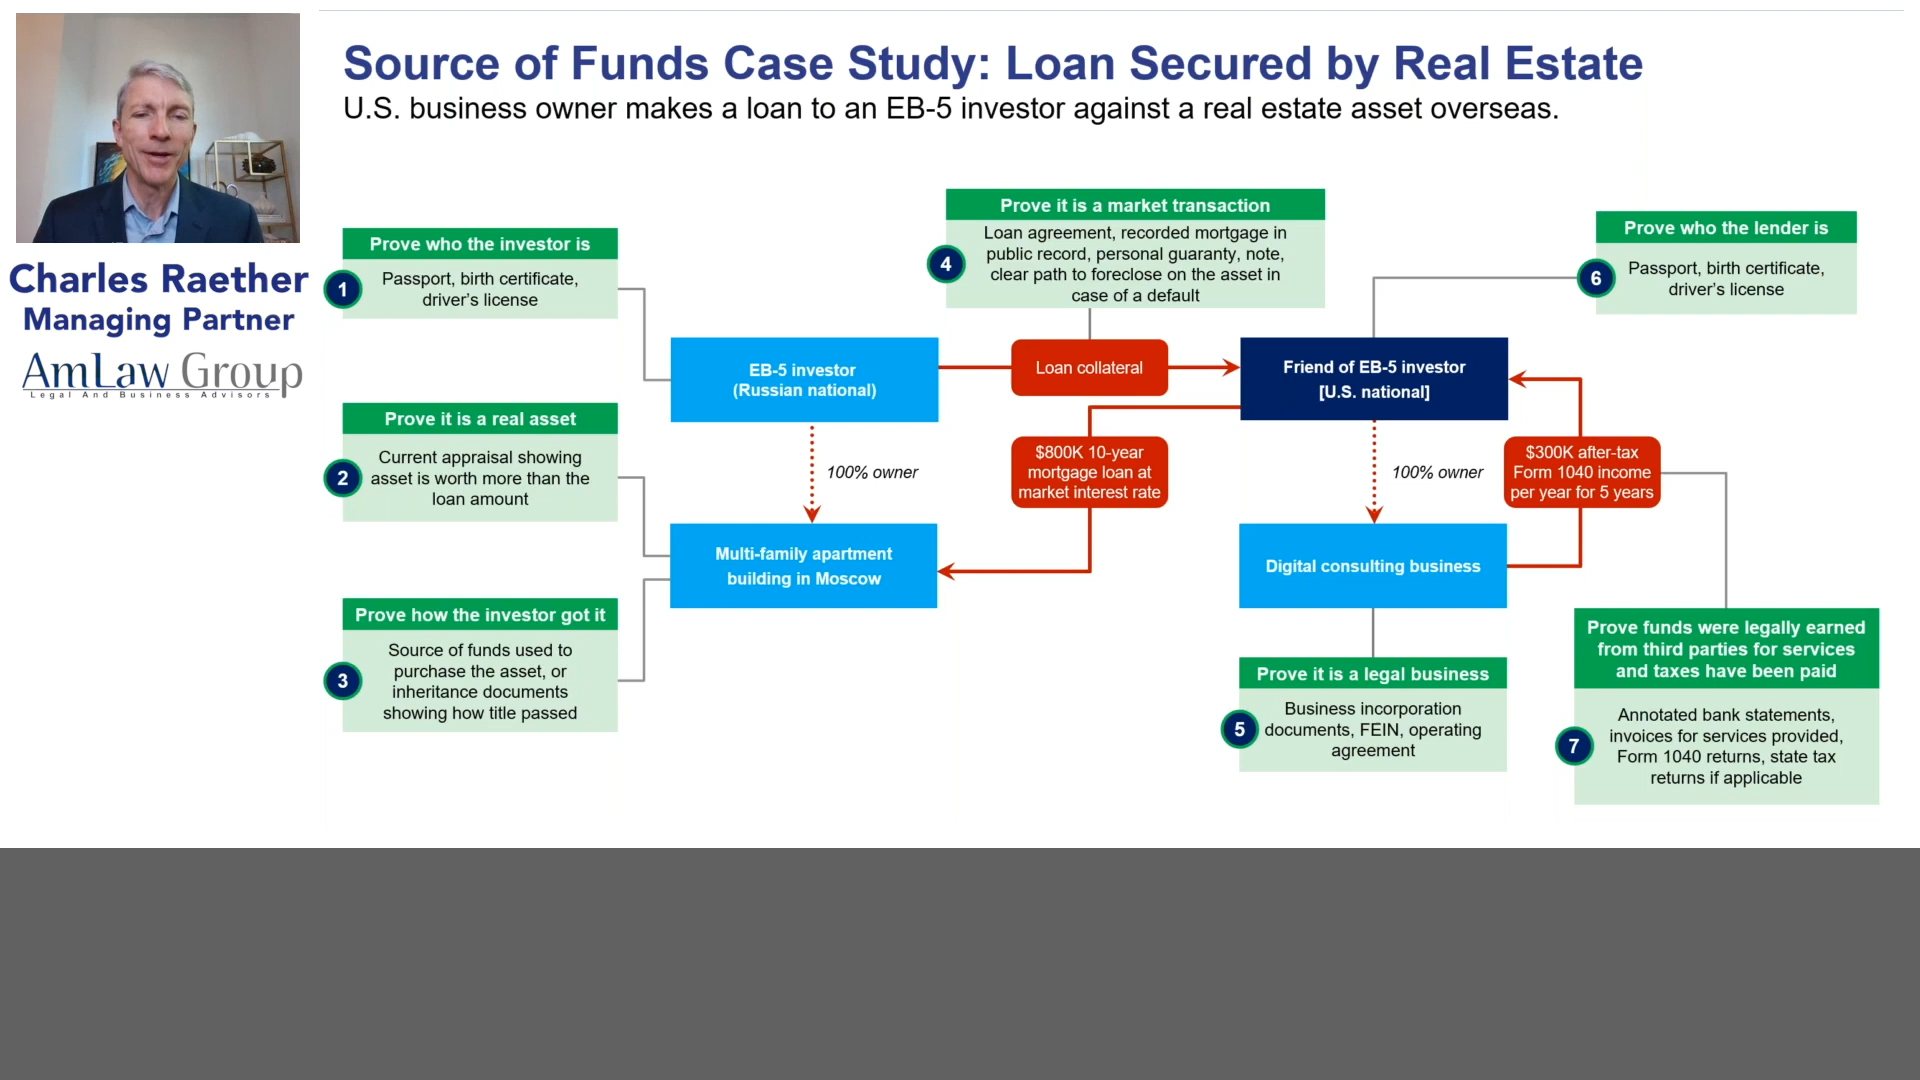 Source of Funds Case Study: Loan Secured by Real Estate
U.S. business owner makes a loan to an EB-5 investor against a real estate asset overseas.
Charles Raether
Managing Partner
AmLaw Group
Legal And Business Advisors
Prove who the investor is
1
Passport, birth certificate,
driver’s license
Prove it is a real asset
2
Current appraisal showing
asset is worth more than the
loan amount
Prove how the investor got it
3
Source of funds used to
purchase the asset, or
inheritance documents
showing how title passed
Prove it is a market transaction
4
Loan agreement, recorded mortgage in
public record, personal guaranty, note,
clear path to foreclose on the asset in
case of a default
Prove who the lender is
6
Passport, birth certificate,
driver’s license
EB-5 investor
(Russian national)
Loan collateral
Friend of EB-5 investor
[U.S. national]
100% owner
$800K 10-year
mortgage loan at
market interest rate
100% owner
$300K after-tax
Form 1040 income
per year for 5 years
Multi-family apartment
building in Moscow
Digital consulting business
Prove it is a legal business
5
Business incorporation
documents, FEIN, operating
agreement
Prove funds were legally earned
from third parties for services
and taxes have been paid
7
Annotated bank statements,
invoices for services provided,
Form 1040 returns, state tax
returns if applicable